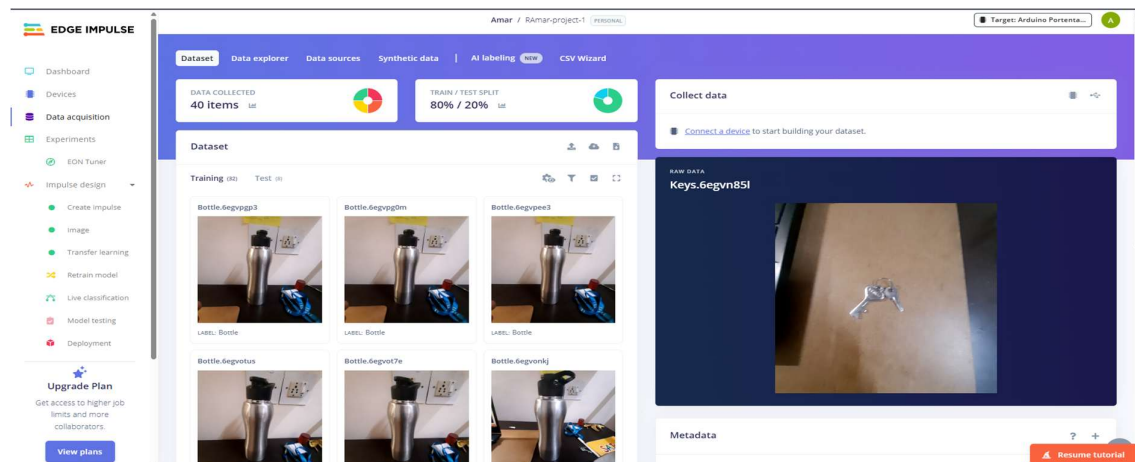 EDGE IMPULSE
Amar / RAmar-project-1 PERSONAL
Target: Arduino Portenta...
A
Dashboard
Devices
Data acquisition
Experiments
EON Tuner
Impulse design
Create impulse
Image
Transfer learning
Retrain model
Live classification
Model testing
Deployment
Upgrade Plan
Get access to higher job
limits and more
collaborators.
View plans
Dataset Data explorer Data sources Synthetic data | AI labeling NEW CSV Wizard
DATA COLLECTED
40 items
TRAIN / TEST SPLIT
80% / 20%
Dataset
Training (32) Test (8)
Bottle.6egvpgp3
Bottle.6egvpg0m
Bottle.6egvpee3
LABEL: Bottle
LABEL: Bottle
LABEL: Bottle
Bottle.6egvotus
Bottle.6egvot7e
Bottle.6egvonkj
Collect data
Connect a device to start building your dataset.
RAW DATA
Keys.6egvn85l
Metadata
? +
Resume tutorial